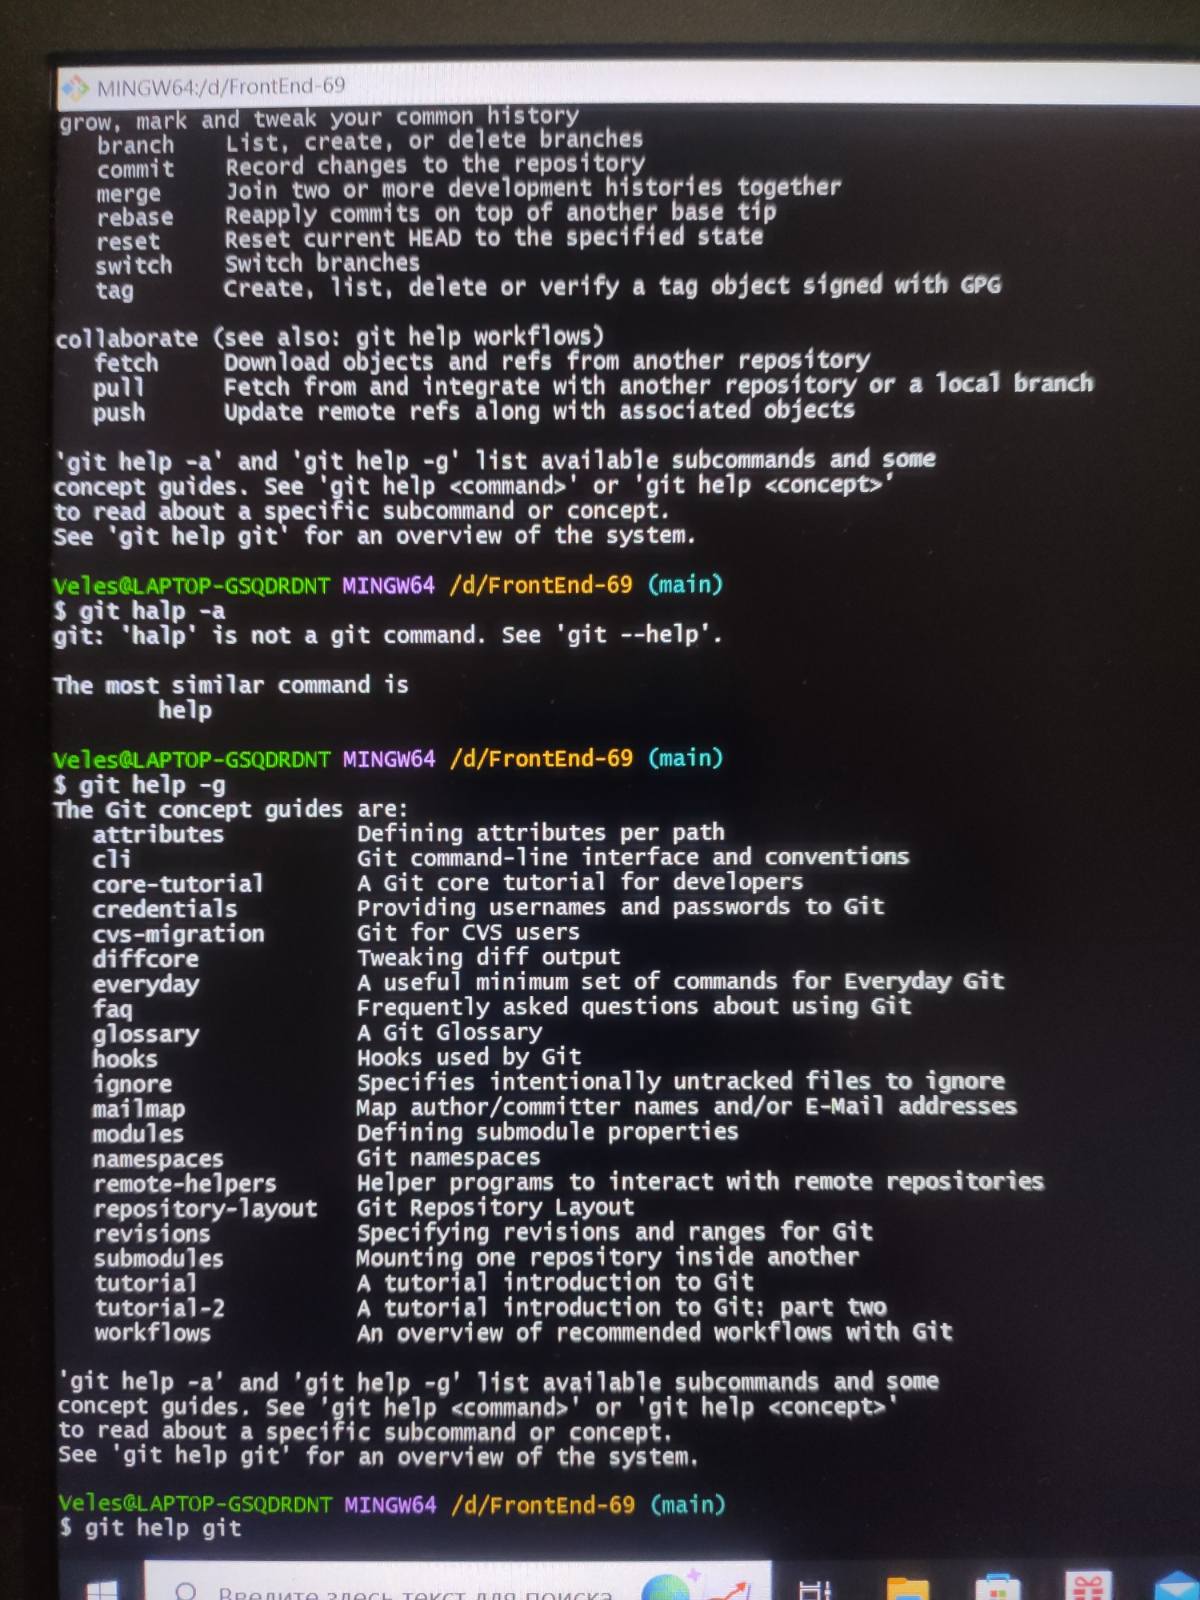 MINGW64:/d/FrontEnd-69
grow, mark and tweak your common history
branch List, create, or delete branches
commit Record changes to the repository
merge Join two or more development histories together
rebase Reapply commits on top of another base tip
reset Reset current HEAD to the specified state
switch Switch branches
tag Create, list, delete or verify a tag object signed with GPG
collaborate (see also: git help workflows)
fetch Download objects and refs from another repository
pull Fetch from and integrate with another repository or a local branch
push Update remote refs along with associated objects
'git help -a' and 'git help -g' list available subcommands and some
concept guides. See 'git help <command>' or 'git help <concept>'
to read about a specific subcommand or concept.
See 'git help git' for an overview of the system.
Veles@LAPTOP-GSQDRDNT MINGW64 /d/FrontEnd-69 (main)
$ git halp -a
git: 'halp' is not a git command. See 'git --help'.
The most similar command is
help
Veles@LAPTOP-GSQDRDNT MINGW64 /d/FrontEnd-69 (main)
$ git help -g
The Git concept guides are:
attributes Defining attributes per path
cli Git command-line interface and conventions
core-tutorial A Git core tutorial for developers
credentials Providing usernames and passwords to Git
cvs-migration Git for CVS users
diffcore Tweaking diff output
everyday A useful minimum set of commands for Everyday Git
faq Frequently asked questions about using Git
glossary A Git Glossary
hooks Hooks used by Git
ignore Specifies intentionally untracked files to ignore
mailmap Map author/committer names and/or E-Mail addresses
modules Defining submodule properties
namespaces Git namespaces
remote-helpers Helper programs to interact with remote repositories
repository-layout Git Repository Layout
revisions Specifying revisions and ranges for Git
submodules Mounting one repository inside another
tutorial A tutorial introduction to Git
tutorial-2 A tutorial introduction to Git: part two
workflows An overview of recommended workflows with Git
'git help -a' and 'git help -g' list available subcommands and some
concept guides. See 'git help <command>' or 'git help <concept>'
to read about a specific subcommand or concept.
See 'git help git' for an overview of the system.
Veles@LAPTOP-GSQDRDNT MINGW64 /d/FrontEnd-69 (main)
$ git help git
Введите здесь текст для поиска